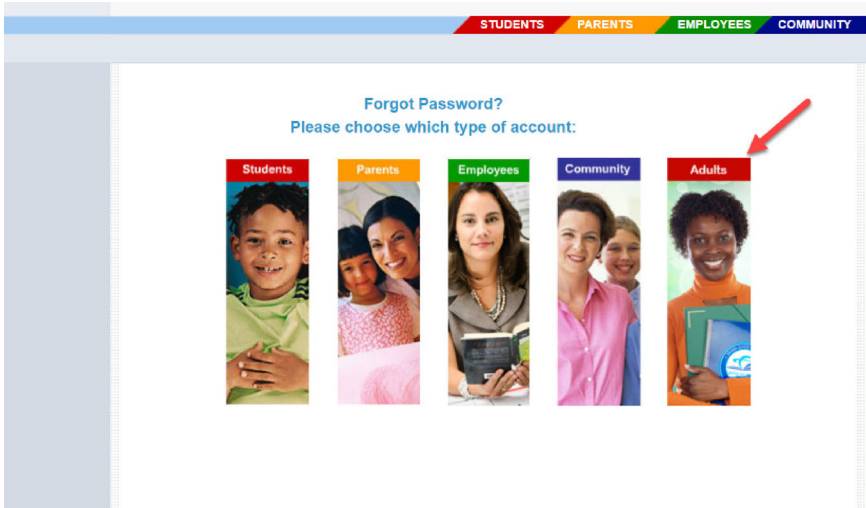 STUDENTS PARENTS EMPLOYEES COMMUNITY
Forgot Password?
Please choose which type of account:
Students Parents Employees Community Adults